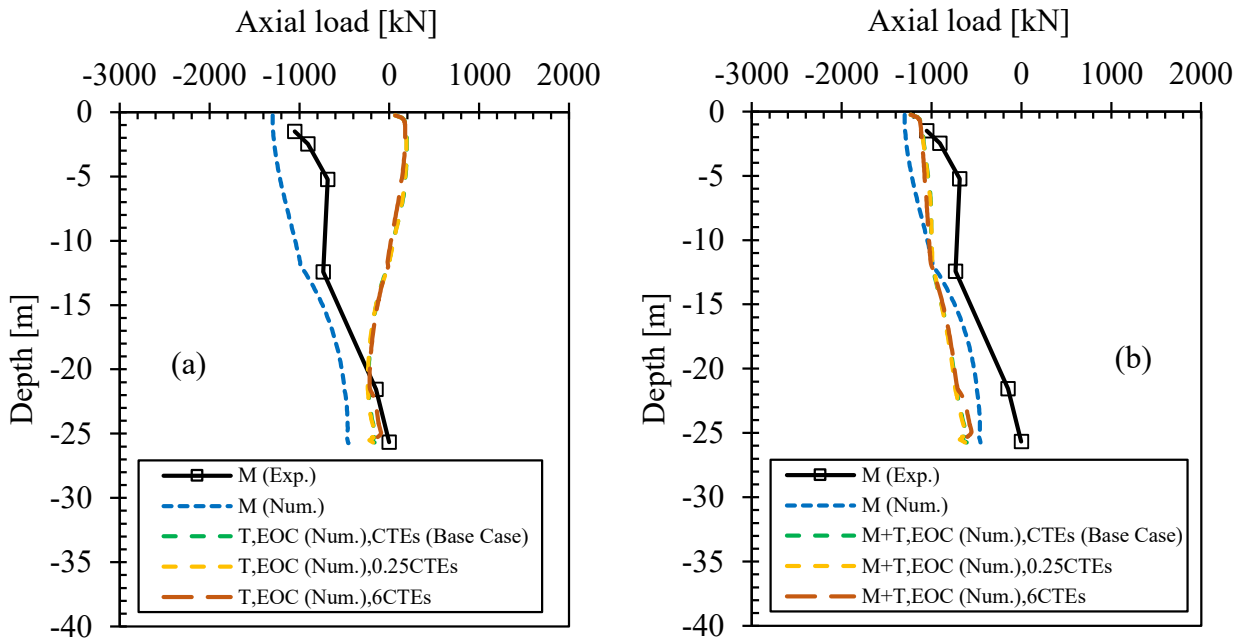 Axial load [kN]
-3000 -2000 -1000 0 1000 2000
0
-5
-10
-15
-20
-25
-30
-35
-40
Depth [m]
(a)
M (Exp.)
M (Num.)
T,EOC (Num.),CTEs (Base Case)
T,EOC (Num.),0.25CTEs
T,EOC (Num.),6CTEs
Axial load [kN]
-3000 -2000 -1000 0 1000 2000
0
-5
-10
-15
-20
-25
-30
-35
-40
Depth [m]
(b)
M (Exp.)
M (Num.)
M+T,EOC (Num.),CTEs (Base Case)
M+T,EOC (Num.),0.25CTEs
M+T,EOC (Num.),6CTEs